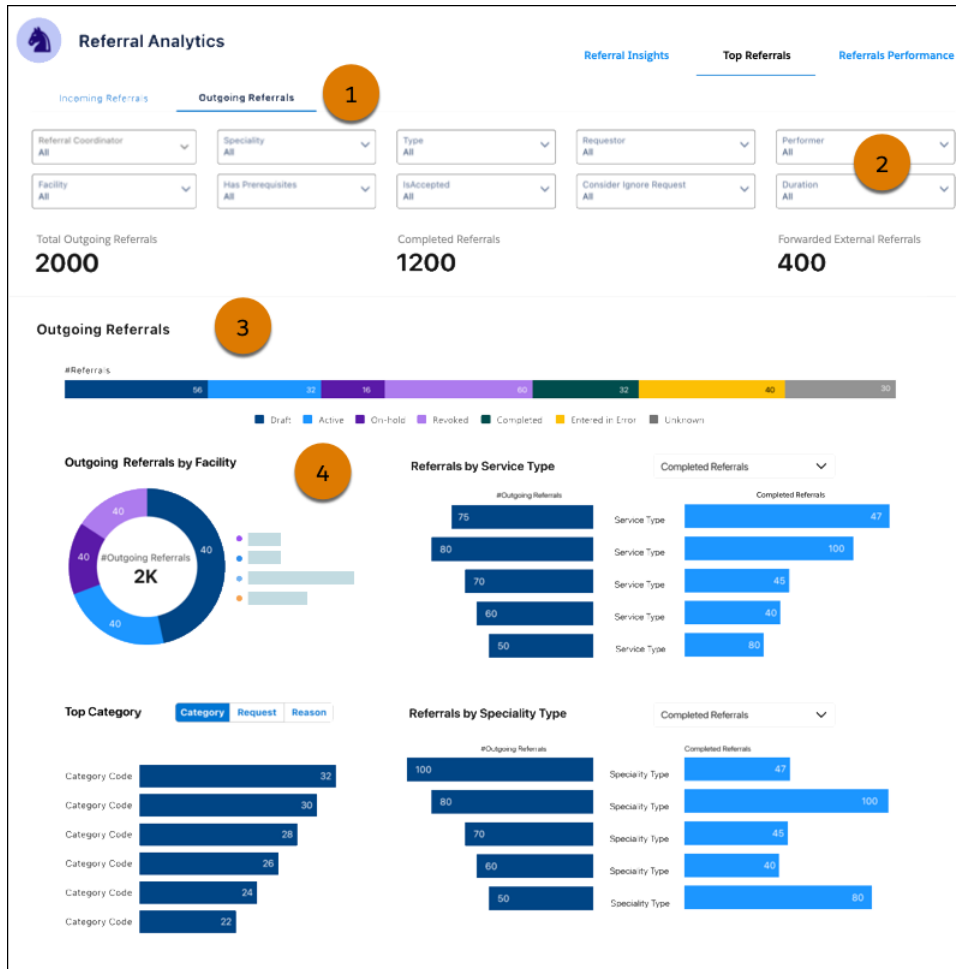 Referral Analytics
Referral Insights
Top Referrals
Referrals Performance
Incoming Referrals
Outgoing Referrals
1
Referral Coordinator
All
Speciality
All
Type
All
Requestor
All
Performer
All
2
Facility
All
Has Prerequisites
All
IsAccepted
All
Consider Ignore Request
All
Duration
All
Total Outgoing Referrals
2000
Completed Referrals
1200
Forwarded External Referrals
400
Outgoing Referrals
3
#Referrals
56 32 16 60 32 40 30
Draft Active On-hold Revoked Completed Entered in Error Unknown
Outgoing Referrals by Facility
4
40
40
40
40
#Outgoing Referrals
2K
Referrals by Service Type
Completed Referrals
#Outgoing Referrals
Completed Referrals
75 Service Type 47
80 Service Type 100
70 Service Type 45
60 Service Type 40
50 Service Type 80
Top Category
Category Request Reason
Category Code 32
Category Code 30
Category Code 28
Category Code 26
Category Code 24
Category Code 22
Referrals by Speciality Type
Completed Referrals
#Outgoing Referrals
Completed Referrals
100 Speciality Type 47
80 Speciality Type 100
70 Speciality Type 45
60 Speciality Type 40
50 Speciality Type 80